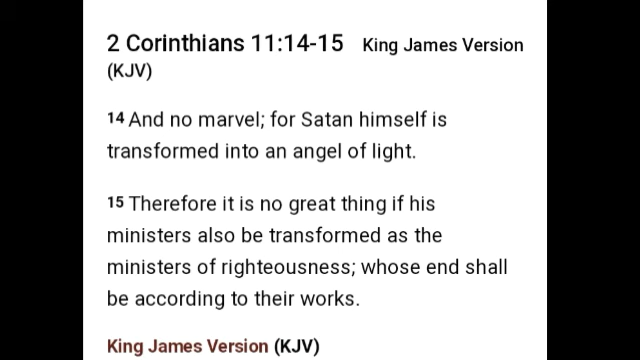 2 Corinthians 11:14-15 King James Version
(KJV)
14 And no marvel; for Satan himself is
transformed into an angel of light.
15 Therefore it is no great thing if his
ministers also be transformed as the
ministers of righteousness; whose end shall
be according to their works.
King James Version (KJV)